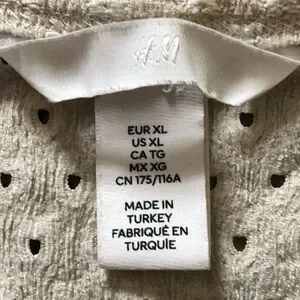 H&M
EUR XL
US XL
CA TG
MX XG
CN 175/116A
MADE IN
TURKEY
FABRIQUÉ EN
TURQUIE